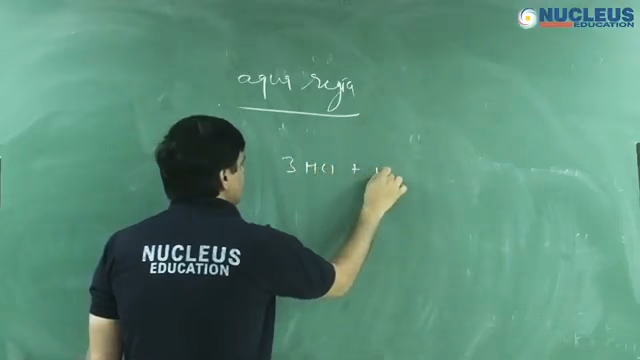 NUCLEUS
EDUCATION
aqua regia
3 HCl +
NUCLEUS
EDUCATION